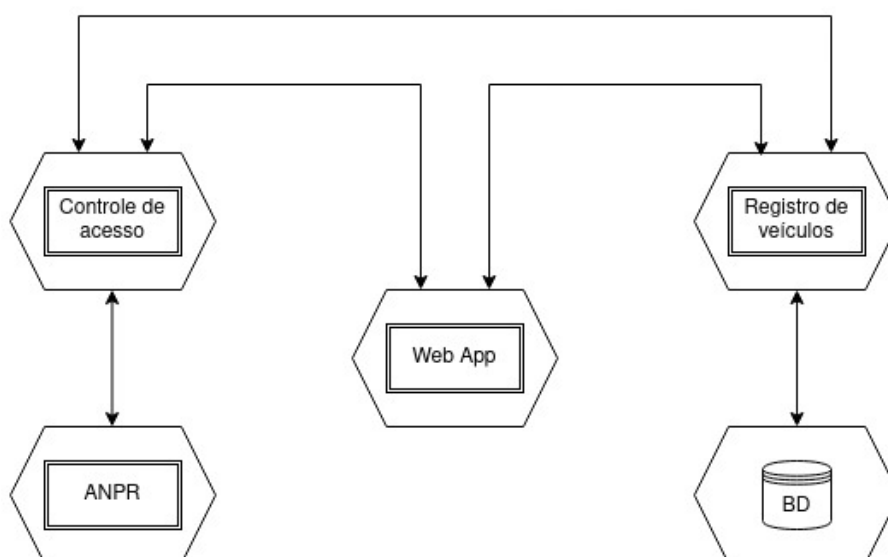 Controle de
acesso
Registro de
veículos
Web App
ANPR
BD